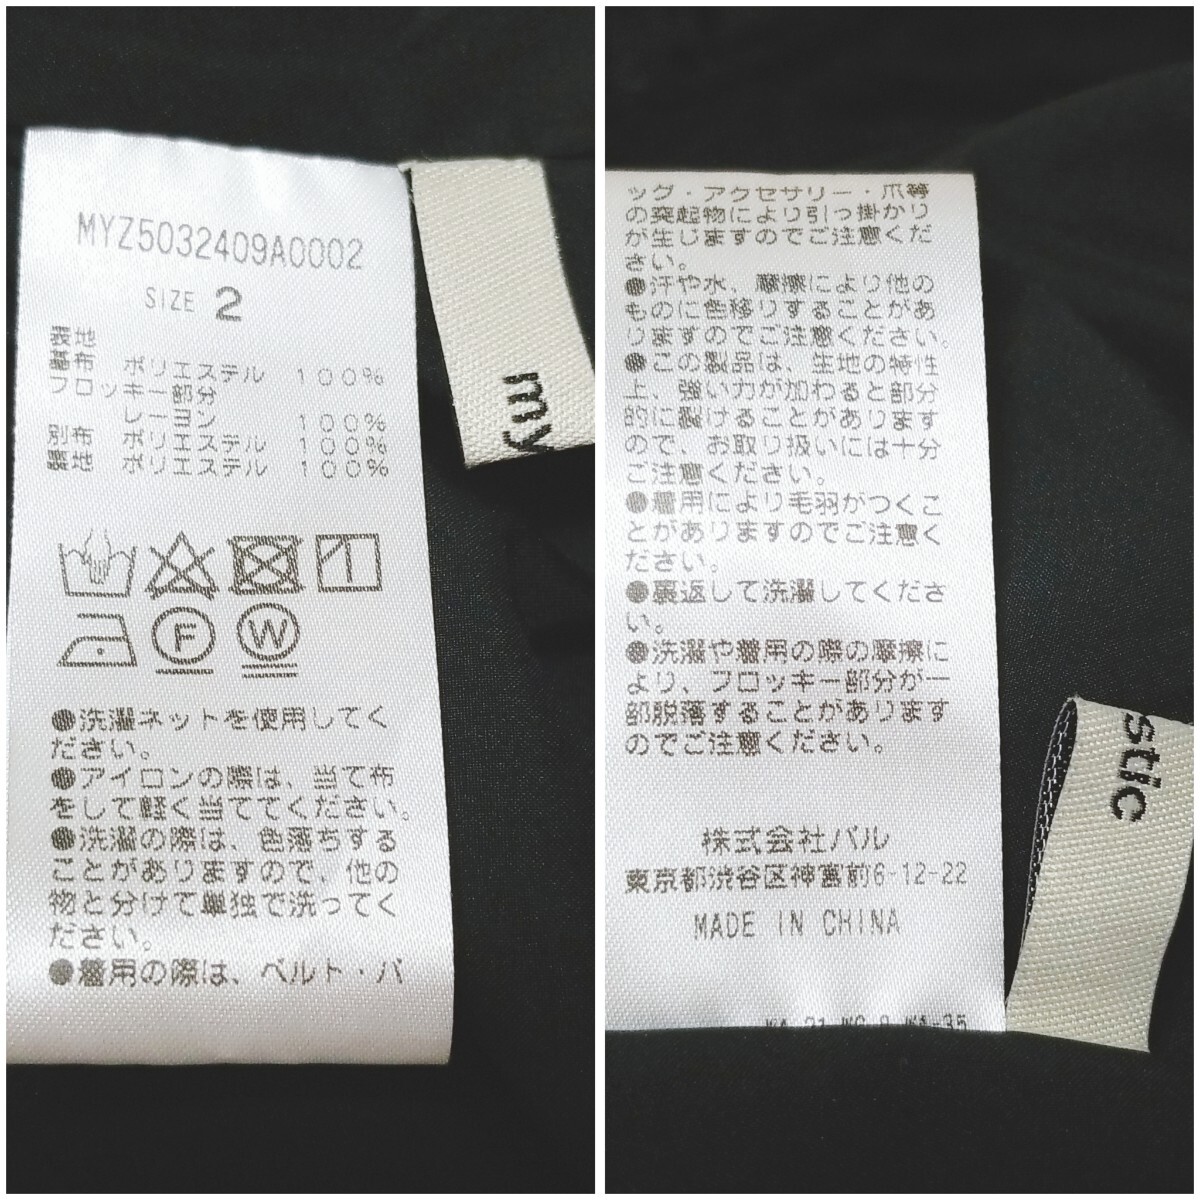 MYZ5032409A0002
SIZE 2
表地
基布 ポリエステル 100%
フロッキー部分
レーヨン 100%
別布 ポリエステル 100%
裏地 ポリエステル 100%
F
W
●洗濯ネットを使用してく
ださい。
●アイロンの際は、当て布
をして軽く当ててください。
●洗濯の際は、色落ちする
ことがありますので、他の
物と分けて単独で洗ってく
ださい。
●着用の際は、ベルト・バ
my
ッグ・アクセサリー・爪等
の突起物により引っ掛かり
が生じますのでご注意くだ
さい。
●汗や水、摩擦により他の
ものに色移りすることがあ
りますのでご注意ください。
●この製品は、生地の特性
上、強い力が加わると部分
的に裂けることがあります
ので、お取り扱いには十分
ご注意ください。
●着用により毛羽がつくこ
とがありますのでご注意く
ださい。
●裏返して洗濯してくださ
い。
●洗濯や着用の際の摩擦に
より、フロッキー部分が一
部脱落することがあります
のでご注意ください。
株式会社パル
東京都渋谷区神宮前6-12-22
MADE IN CHINA
stic